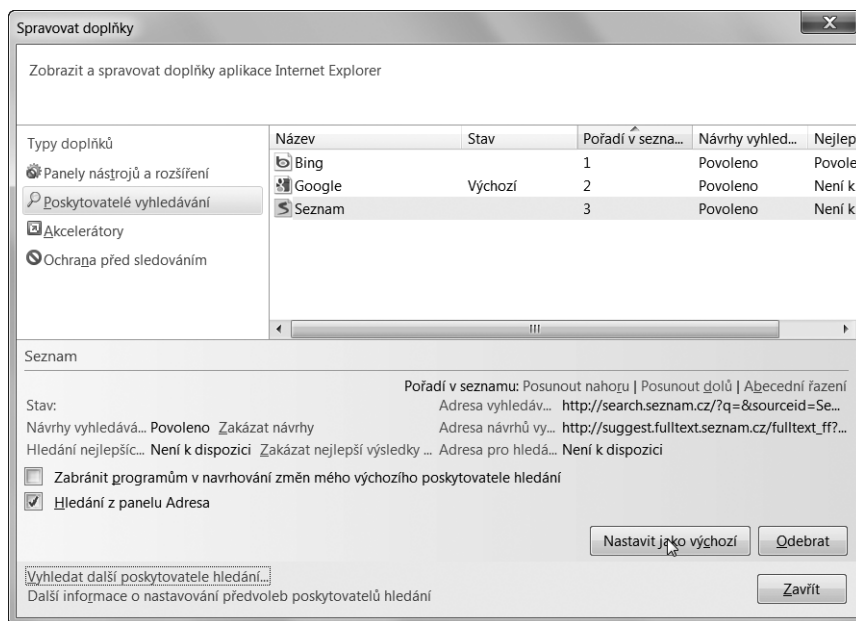 Spravovat doplňky
X
Zobrazit a spravovat doplňky aplikace Internet Explorer
Typy doplňků
Panely nástrojů a rozšíření
Poskytovatelé vyhledávání
Akcelerátory
Ochrana před sledováním
Název Stav Pořadí v sezna... Návrhy vyhled... Nejlep
Bing 1 Povoleno Povole
Google Výchozí 2 Povoleno Není k
Seznam 3 Povoleno Není k
Seznam
Pořadí v seznamu: Posunout nahoru | Posunout dolů | Abecední řazení
Stav: Adresa vyhledáv... http://search.seznam.cz/?q=&sourceid=Se...
Návrhy vyhledává... Povoleno Zakázat návrhy Adresa návrhů vy... http://suggest.fulltext.seznam.cz/fulltext_ff?...
Hledání nejlepšíc... Není k dispozici Zakázat nejlepší výsledky ... Adresa pro hledá... Není k dispozici
Zabránit programům v navrhování změn mého výchozího poskytovatele hledání
Hledání z panelu Adresa
Nastavit jako výchozí Odebrat
Vyhledat další poskytovatele hledání...
Další informace o nastavování předvoleb poskytovatelů hledání
Zavřít